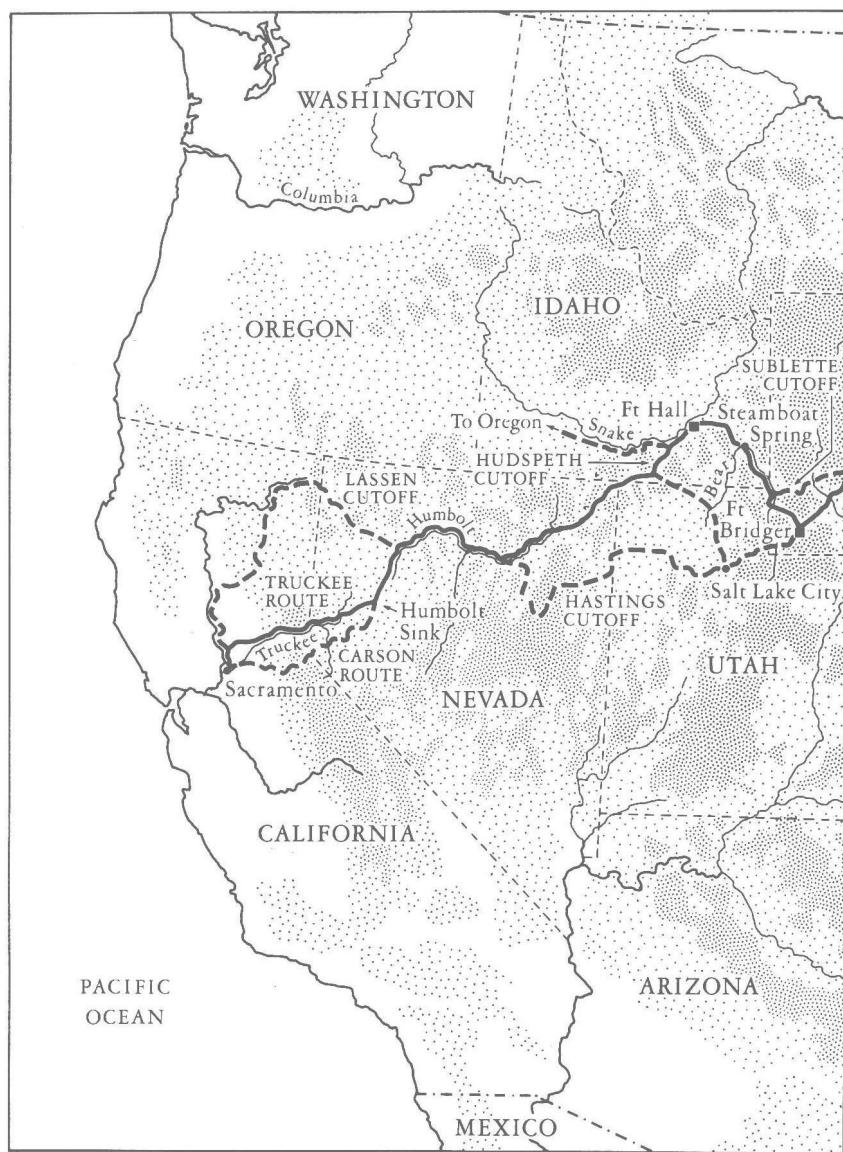 WASHINGTON
Columbia
OREGON
IDAHO
SUBLETTE
CUTOFF
Ft Hall
Steamboat
Spring
To Oregon
Snake
HUDSPETH
CUTOFF
Bear
LASSEN
CUTOFF
Humbolt
Ft
Bridger
TRUCKEE
ROUTE
Humbolt
Sink
HASTINGS
CUTOFF
Salt Lake City
Truckee
CARSON
ROUTE
Sacramento
NEVADA
UTAH
CALIFORNIA
PACIFIC
OCEAN
ARIZONA
MEXICO